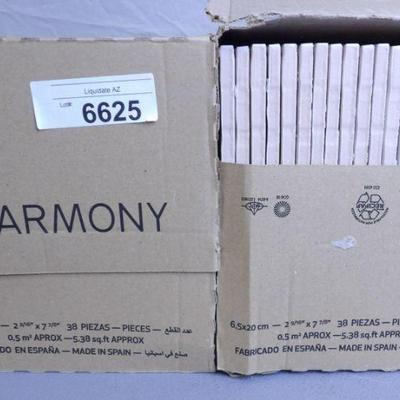 Liquidate AZ
Lot#
6625
ARMONY
— 2 9/16" x 7 7/8" 38 PIEZAS — PIECES — عدد القطع
0,5 m² APROX — 5.38 sq.ft APPROX
DO EN ESPAÑA — MADE IN SPAIN — صنع في اسبانيا
6,5x20 cm — 2 9/16" x 7 7/8" 38 PIEZAS — PI
0,5 m² APROX — 5.38 sq.ft APPRO
FABRICADO EN ESPAÑA — MADE IN SPAIN —